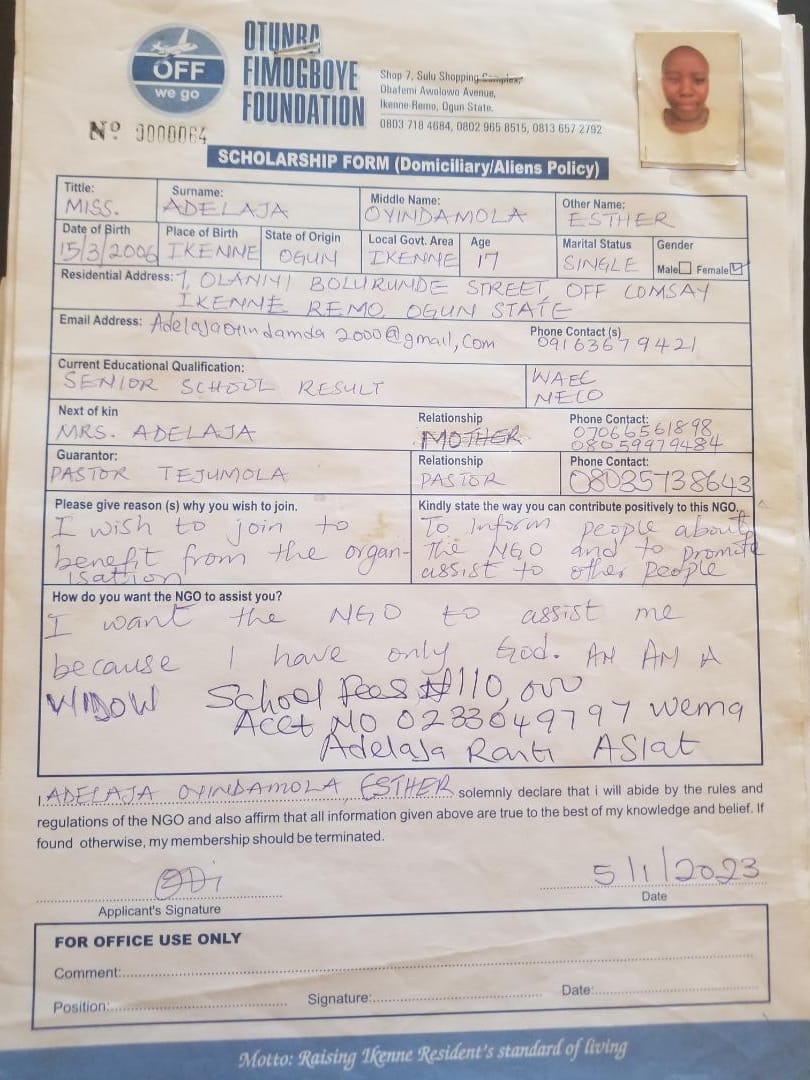 OFF
we go
OTUNBA
FIMOGBOYE
FOUNDATION
Shop 7, Sulu Shopping Complex,
Obafemi Awolowo Avenue,
Ikenne-Remo, Ogun State.
0803 718 4684, 0802 965 8515, 0813 657 2792
Nº 0000064
SCHOLARSHIP FORM (Domiciliary/Aliens Policy)
Tittle: Surname: Middle Name: Other Name:
MISS. ADELAJA OYINDAMOLA ESTHER
Date of Birth Place of Birth State of Origin Local Govt. Area Age Marital Status Gender
15/3/2006 IKENNE OGUN IKENNE 17 SINGLE Male Female
Residential Address: 7, OLANIYI BOLURUNDE STREET, OFF COMSAY
IKENNE REMO, OGUN STATE
Email Address: 2000@gmail,com Phone Contact (s)
09163679421
Current Educational Qualification: WAEC
SENIOR SCHOOL RESULT NECO
Next of kin Relationship Phone Contact:
MRS. ADELAJA MOTHER 07066561898
08059979484
Guarantor: Relationship Phone Contact:
PASTOR TEJUMOLA PASTOR 08035738643
Please give reason (s) why you wish to join. Kindly state the way you can contribute positively to this NGO.
I wish to join to To Inform people about
benefit from the organ- the NGO and to promote
isation assist to other people
How do you want the NGO to assist you?
I want the NGO to assist me
because I have only God. AM AM A
WIDOW School Fees ₦110,000
Acct NO 0233049797 wema
Adelaja Ranti ASIat
I ADELAJA OYINDAMOLA, ESTHER solemnly declare that i will abide by the rules and
regulations of the NGO and also affirm that all information given above are true to the best of my knowledge and belief. If
found otherwise, my membership should be terminated.
5/1/2023
Applicant's Signature Date
FOR OFFICE USE ONLY
Comment:
Position: Signature: Date:
Motto: Raising Ikenne Resident's standard of living